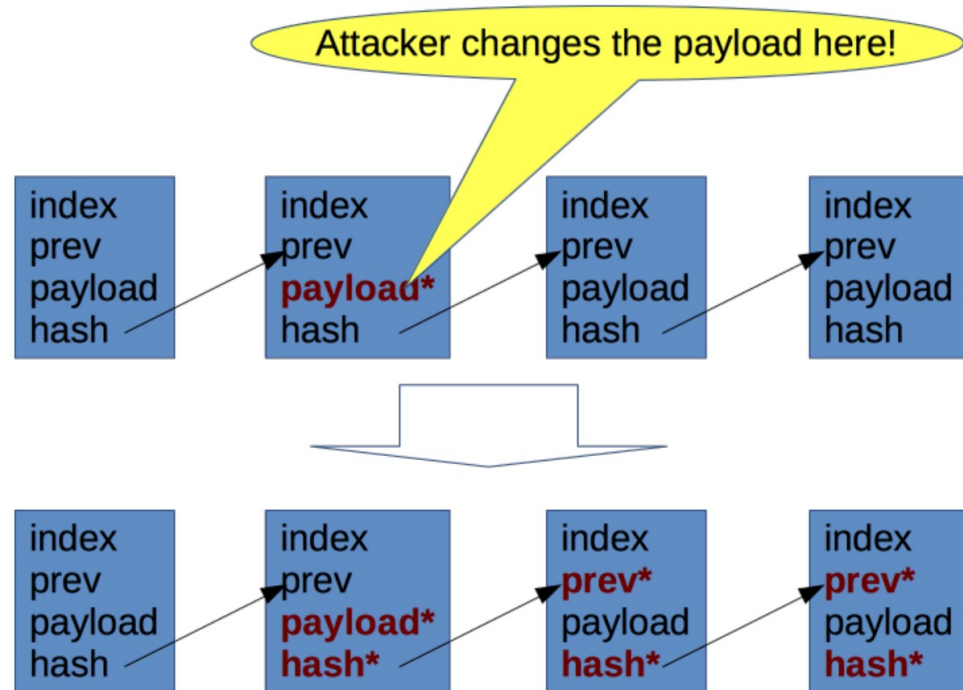 Attacker changes the payload here!
index
prev
payload
hash
index
prev
payload*
hash
index
prev
payload
hash
index
prev
payload
hash
index
prev
payload
hash
index
prev
payload*
hash*
index
prev*
payload
hash*
index
prev*
payload
hash*